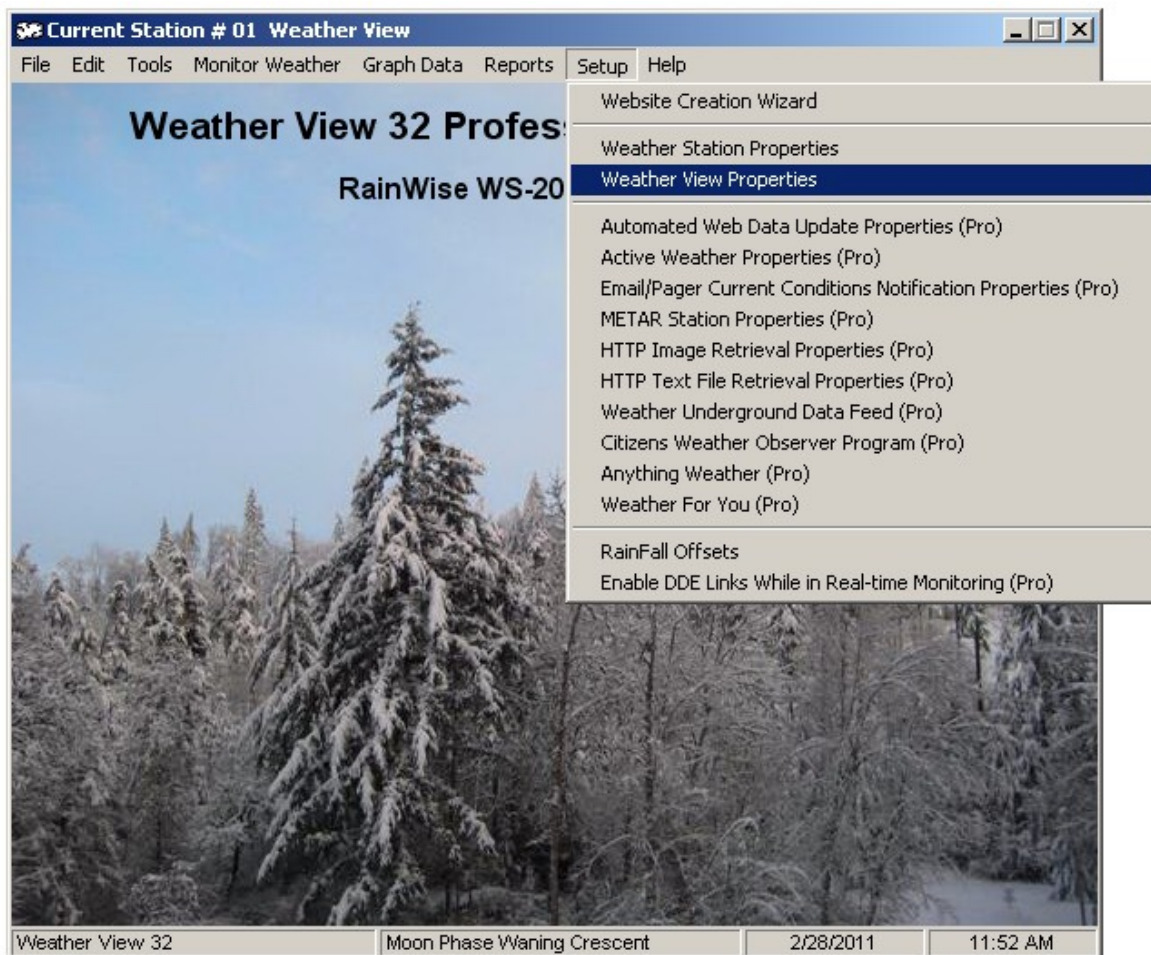 Current Station # 01 Weather View
File Edit Tools Monitor Weather Graph Data Reports Setup Help
Weather View 32 Profes
RainWise WS-20
Website Creation Wizard
Weather Station Properties
Weather View Properties
Automated Web Data Update Properties (Pro)
Active Weather Properties (Pro)
Email/Pager Current Conditions Notification Properties (Pro)
METAR Station Properties (Pro)
HTTP Image Retrieval Properties (Pro)
HTTP Text File Retrieval Properties (Pro)
Weather Underground Data Feed (Pro)
Citizens Weather Observer Program (Pro)
Anything Weather (Pro)
Weather For You (Pro)
RainFall Offsets
Enable DDE Links While in Real-time Monitoring (Pro)
Weather View 32 Moon Phase Waning Crescent 2/28/2011 11:52 AM